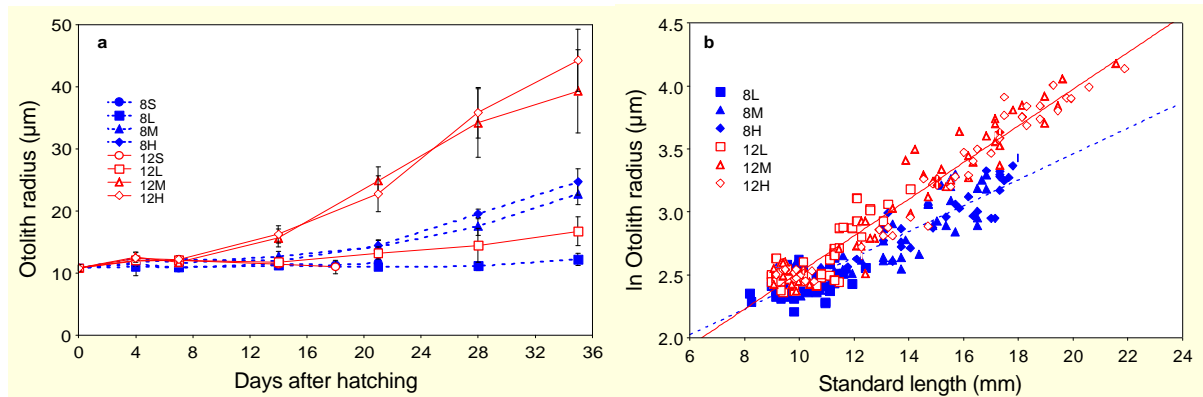 a
50
40
30
20
10
0
Otolith radius (µm)
8S
8L
8M
8H
12S
12L
12M
12H
0 4 8 12 16 20 24 28 32 36
Days after hatching
b
4.5
4.0
3.5
3.0
2.5
2.0
ln Otolith radius (µm)
8L
8M
8H
12L
12M
12H
6 8 10 12 14 16 18 20 22 24
Standard length (mm)